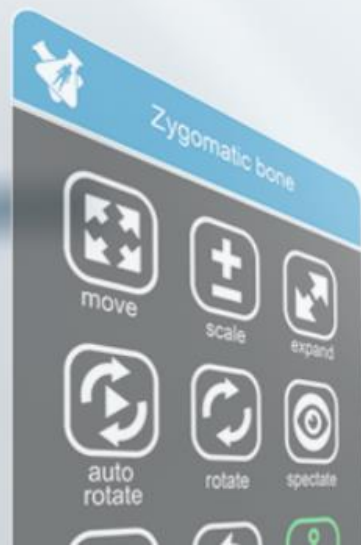 Zygomatic bone
move
scale
expand
auto
rotate
rotate
spectate